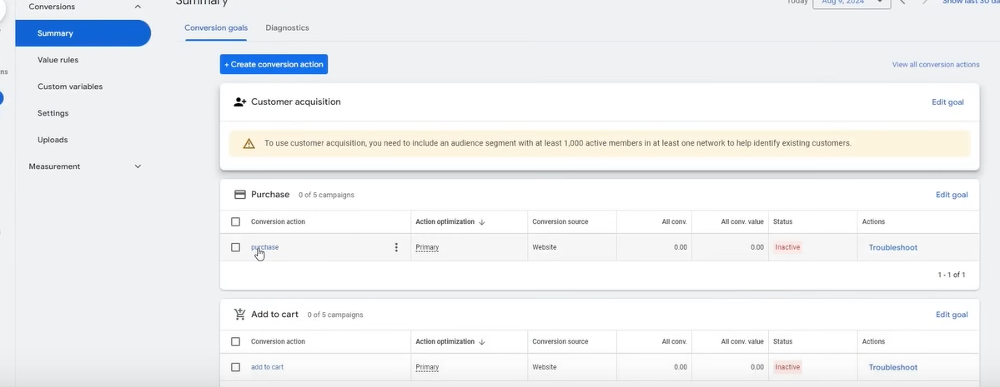 Conversions
Summary
Today
Aug 9, 2024
Show last 30 da
Summary
Value rules
Custom variables
Settings
Uploads
Measurement
ns
Conversion goals
Diagnostics
+ Create conversion action
View all conversion actions
Customer acquisition
Edit goal
To use customer acquisition, you need to include an audience segment with at least 1,000 active members in at least one network to help identify existing customers.
Purchase 0 of 5 campaigns
Edit goal
Conversion action Action optimization Conversion source All conv. All conv. value Status Actions
purchase Primary Website 0.00 0.00 Inactive Troubleshoot
1 - 1 of 1
Add to cart 0 of 5 campaigns
Edit goal
Conversion action Action optimization Conversion source All conv. All conv. value Status Actions
add to cart Primary Website 0.00 0.00 Inactive Troubleshoot